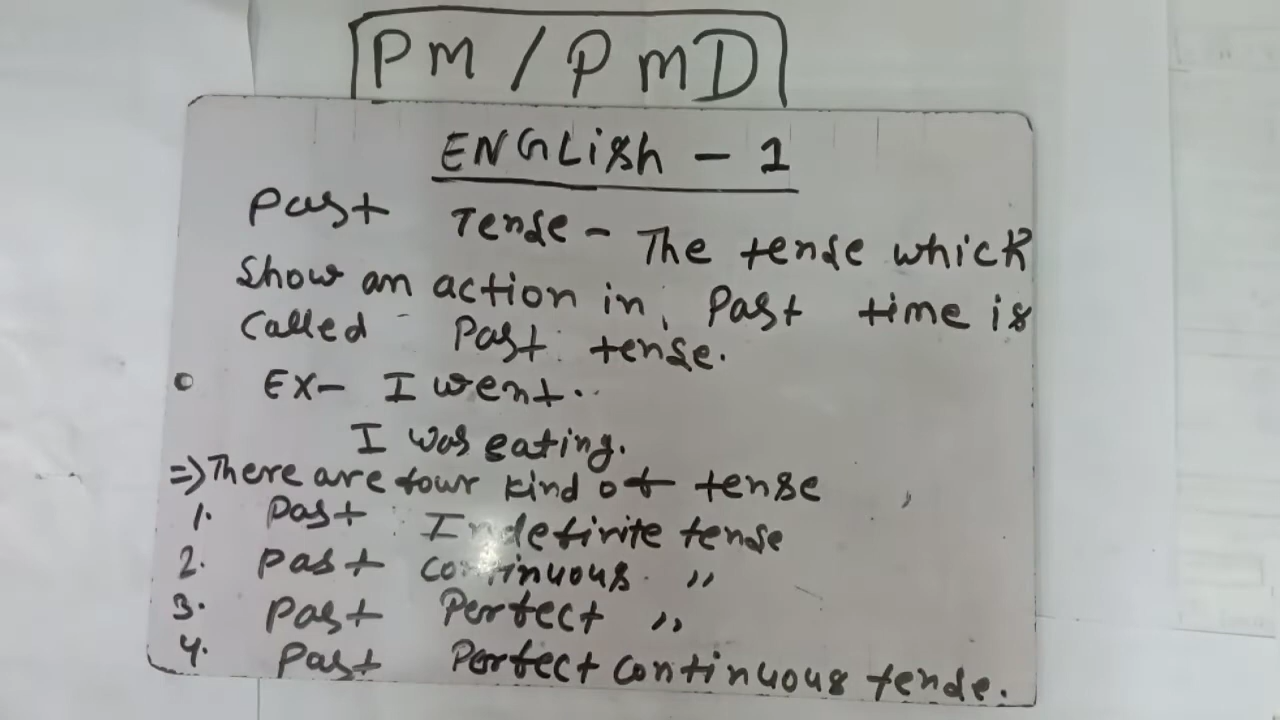 PM / PMD
ENGLish - 1
Past Tense - The tense which
show an action in Past time is
called Past tense.
Ex- I went.
I was eating.
=> There are four kind of tense
1. Past Indefinite tense
2. Past continuous "
3. Past Perfect "
4. Past Perfect continuous tense.